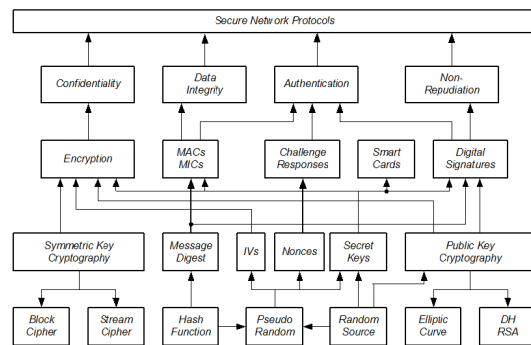 Secure Network Protocols
Confidentiality
Data
Integrity
Authentication
Non-
Repudiation
Encryption
MACs
MICs
Challenge
Responses
Smart
Cards
Digital
Signatures
Symmetric Key
Cryptography
Message
Digest
IVs
Nonces
Secret
Keys
Public Key
Cryptography
Block
Cipher
Stream
Cipher
Hash
Function
Pseudo
Random
Random
Source
Elliptic
Curve
DH
RSA